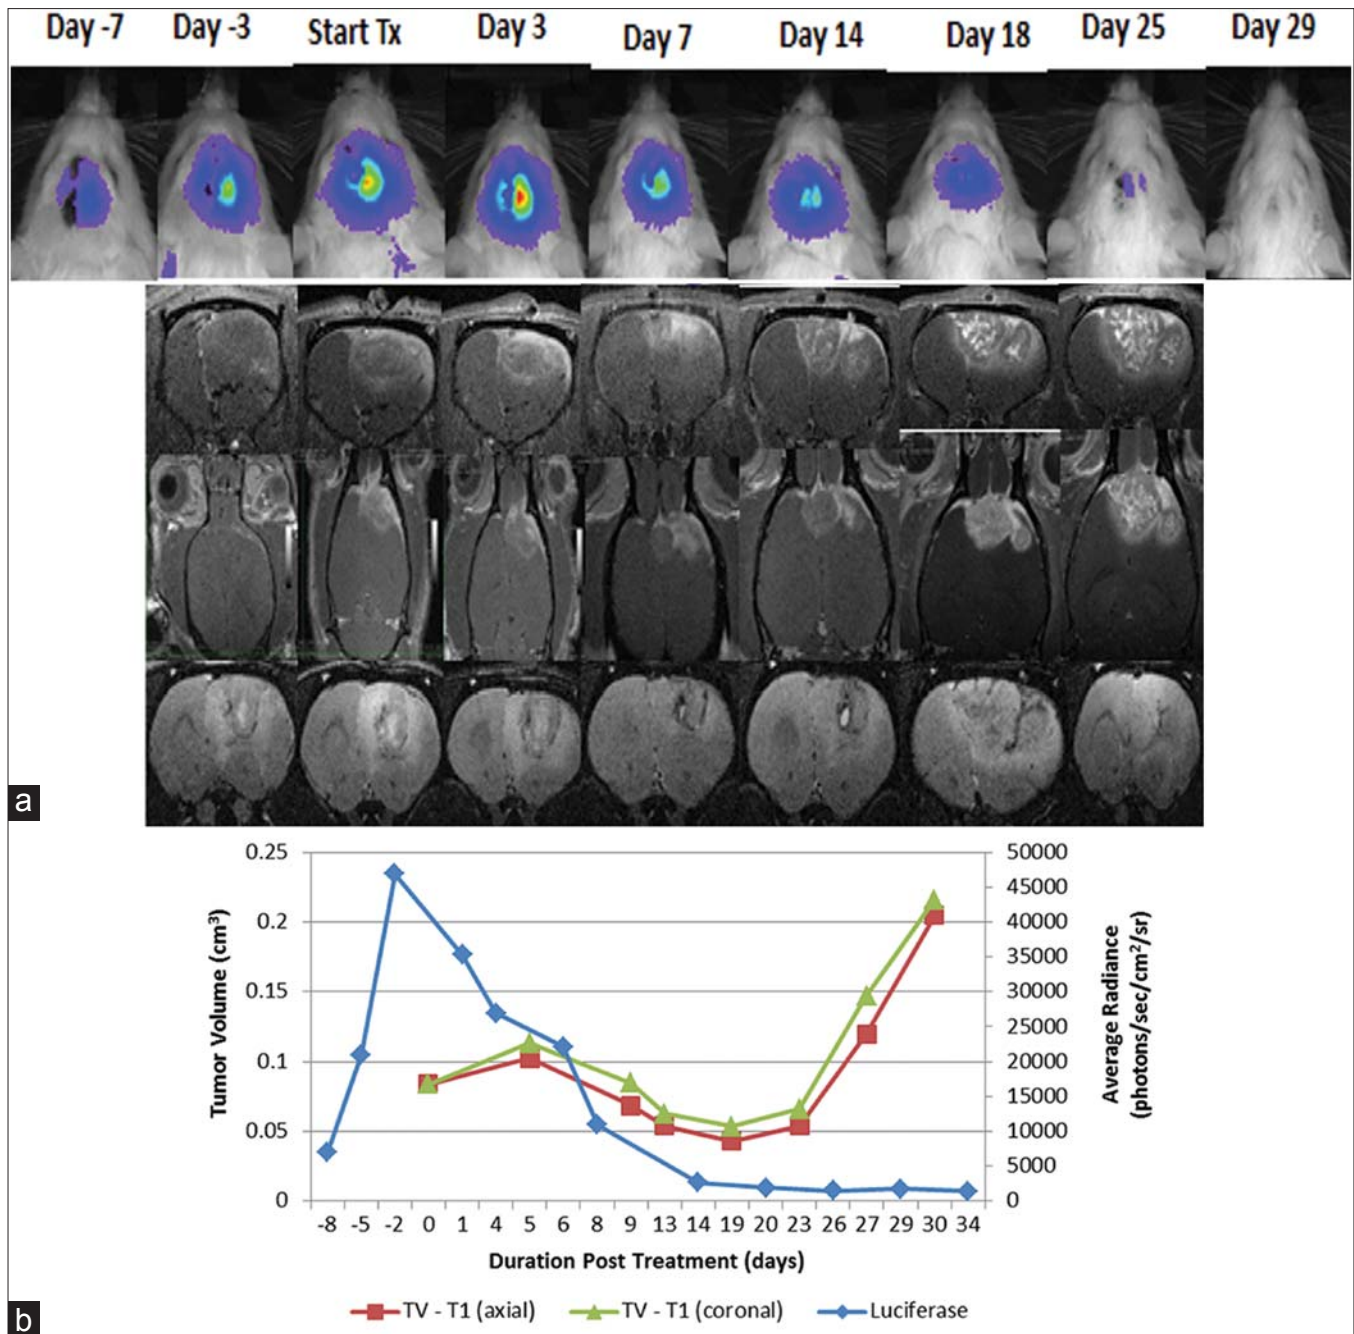 Day -7 Day -3 Start Tx Day 3 Day 7 Day 14 Day 18 Day 25 Day 29
a
0.25 50000
45000
0.2 40000
35000
0.15 30000
25000
0.1 20000
15000
0.05 10000
5000
0 0
Tumor Volume (cm³)
Average Radiance
(photons/sec/cm²/sr)
-8 -5 -2 0 1 4 5 6 8 9 13 14 19 20 23 26 27 29 30 34
Duration Post Treatment (days)
TV - T1 (axial) TV - T1 (coronal) Luciferase
b